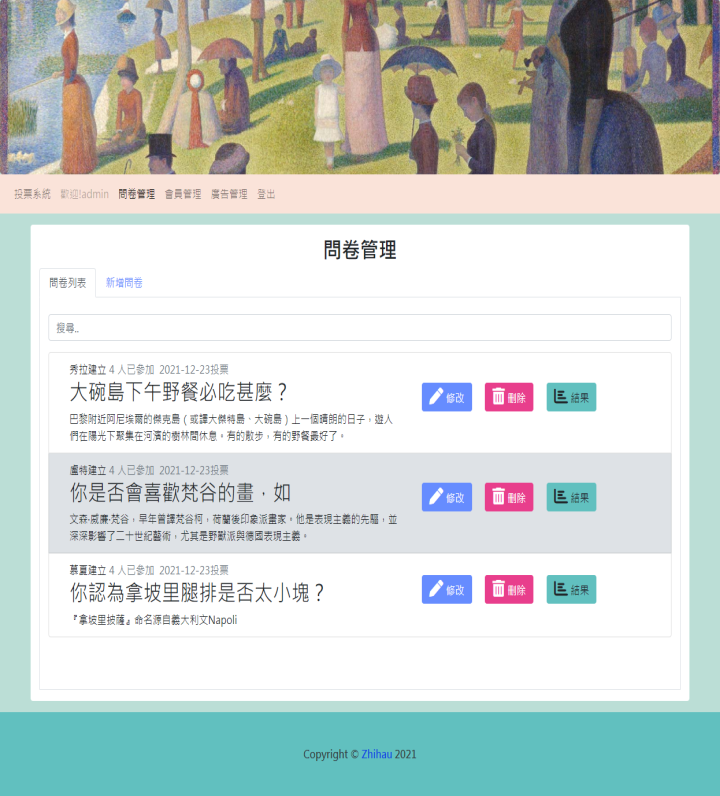 投票系統 歡迎!admin 問卷管理 會員管理 廣告管理 登出
問卷管理
問卷列表 新增問卷
搜尋..
秀拉建立 4 人已參加 2021-12-23投票
大碗島下午野餐必吃甚麼？
巴黎附近阿尼埃爾的傑克島（或譯大傑特島、大碗島）上一個晴朗的日子，遊人
們在陽光下聚集在河濱的樹林間休息。有的散步，有的野餐最好了。
修改 刪除 結果
盧特建立 4 人已參加 2021-12-23投票
你是否會喜歡梵谷的畫，如
文森·威廉·梵谷，早年曾譯梵谷柯，荷蘭後印象派畫家。他是表現主義的先驅，並
深深影響了二十世紀藝術，尤其是野獸派與德國表現主義。
修改 刪除 結果
慕夏建立 4 人已參加 2021-12-23投票
你認為拿坡里腿排是否太小塊？
『拿坡里披薩』命名源自義大利文Napoli
修改 刪除 結果
Copyright © Zhihau 2021